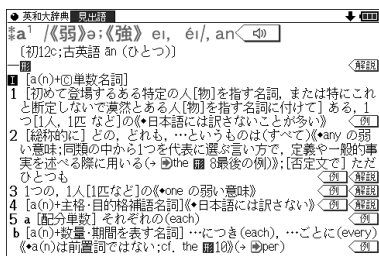 英和大辞典 見出語
⁑a¹ /《弱》ə;《強》eɪ, éɪ/, an
〔初12c;古英語 ān (ひとつ)〕
━形 解説
1 [a(n)+Ⓒ単数名詞]
1 [初めて登場するある特定の人[物]を指す名詞, または特にこれ
と断定しないで漠然とある人[物]を指す名詞に付けて] ある, 1
つ[1人, 1匹 など]の《◆日本語には訳さないことが多い》 例
2 [総称的に] どの, どれも, …というものは(すべて)《◆any の弱
い意味;同類の中から1つを代表に選ぶ言い方で, 定義や一般的事
実を述べる際に用いる(→ the 形 8最後の例)》;[否定文で] ただ
ひとつも 例 解説
3 1つの, 1人[1匹など]の《◆one の弱い意味》 例 解説
4 [a(n)+主格・目的格補語名詞]《◆日本語には訳さない》 例 解説
5 a [配分単数] それぞれの(each) 例
b [a(n)+数量・期間を表す名詞] …につき(each), …ごとに(every)
《◆a(n)は前置詞ではない;cf. the 形10》(→ per) 例